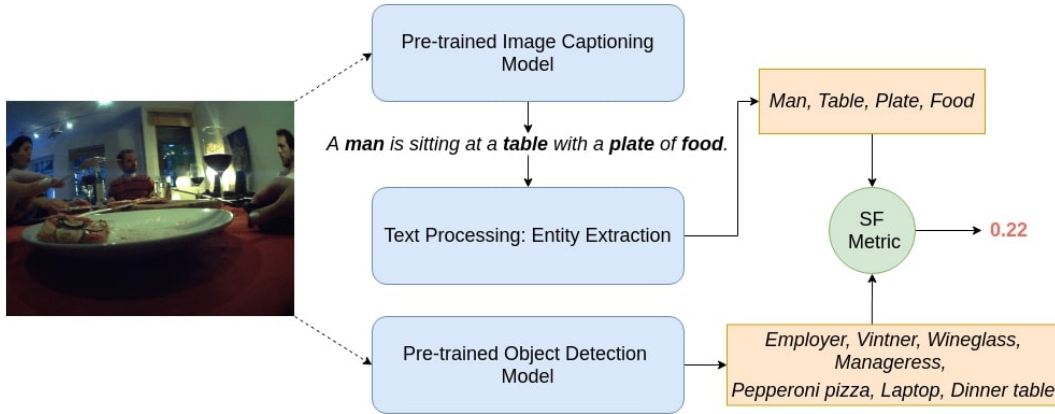 Pre-trained Image Captioning
Model
A man is sitting at a table with a plate of food.
Text Processing: Entity Extraction
Man, Table, Plate, Food
SF
Metric
0.22
Pre-trained Object Detection
Model
Employer, Vintner, Wineglass,
Manageress,
Pepperoni pizza, Laptop, Dinner table